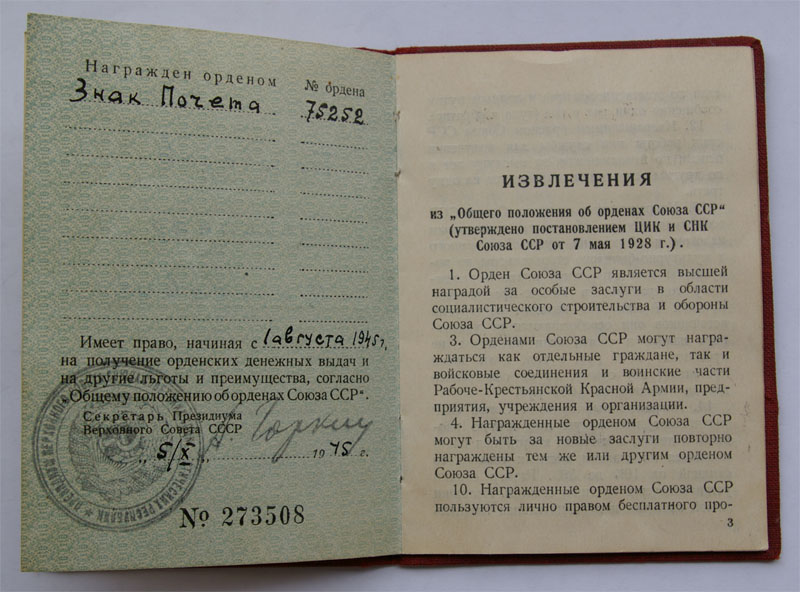 Награжден орденом
№ ордена
Знак Почета
75252
Имеет право, начиная с 1 августа 1945 г.
на получение орденских денежных выдач и
на другие льготы и преимущества, согласно
„Общему положению об орденах Союза ССР“.
Секретарь Президиума
Верховного Совета СССР
Горкин
„5/X„ 1945 г.
№ 273508
ИЗВЛЕЧЕНИЯ
из „Общего положения об орденах Союза ССР“
(утверждено постановлением ЦИК и СНК
Союза ССР от 7 мая 1928 г.).
1. Орден Союза ССР является высшей
наградой за особые заслуги в области
социалистического строительства и обороны
Союза ССР.
3. Орденами Союза ССР могут награ-
ждаться как отдельные граждане, так и
войсковые соединения и воинские части
Рабоче-Крестьянской Красной Армии, пред-
приятия, учреждения и организации.
4. Награжденные орденом Союза ССР
могут быть за новые заслуги повторно
награждены тем же или другим орденом
Союза ССР.
10. Награжденные орденом Союза ССР
пользуются лично правом бесплатного про-
3